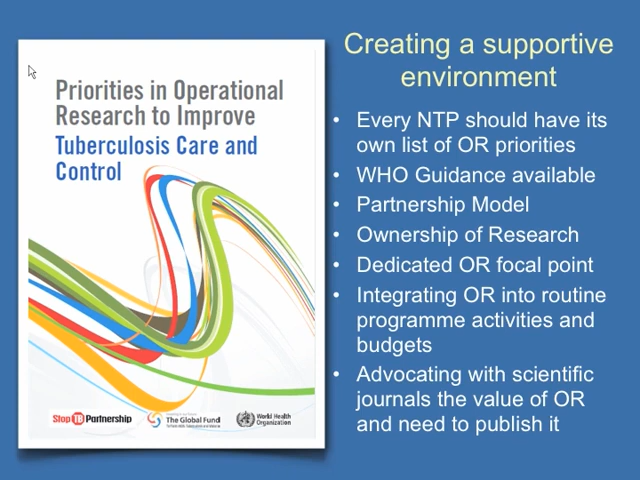 Creating a supportive
environment
Priorities in Operational
Research to Improve
Tuberculosis Care and
Control
Stop TB Partnership
The Global Fund
World Health
Organization
• Every NTP should have its
own list of OR priorities
• WHO Guidance available
• Partnership Model
• Ownership of Research
• Dedicated OR focal point
• Integrating OR into routine
programme activities and
budgets
• Advocating with scientific
journals the value of OR
and need to publish it